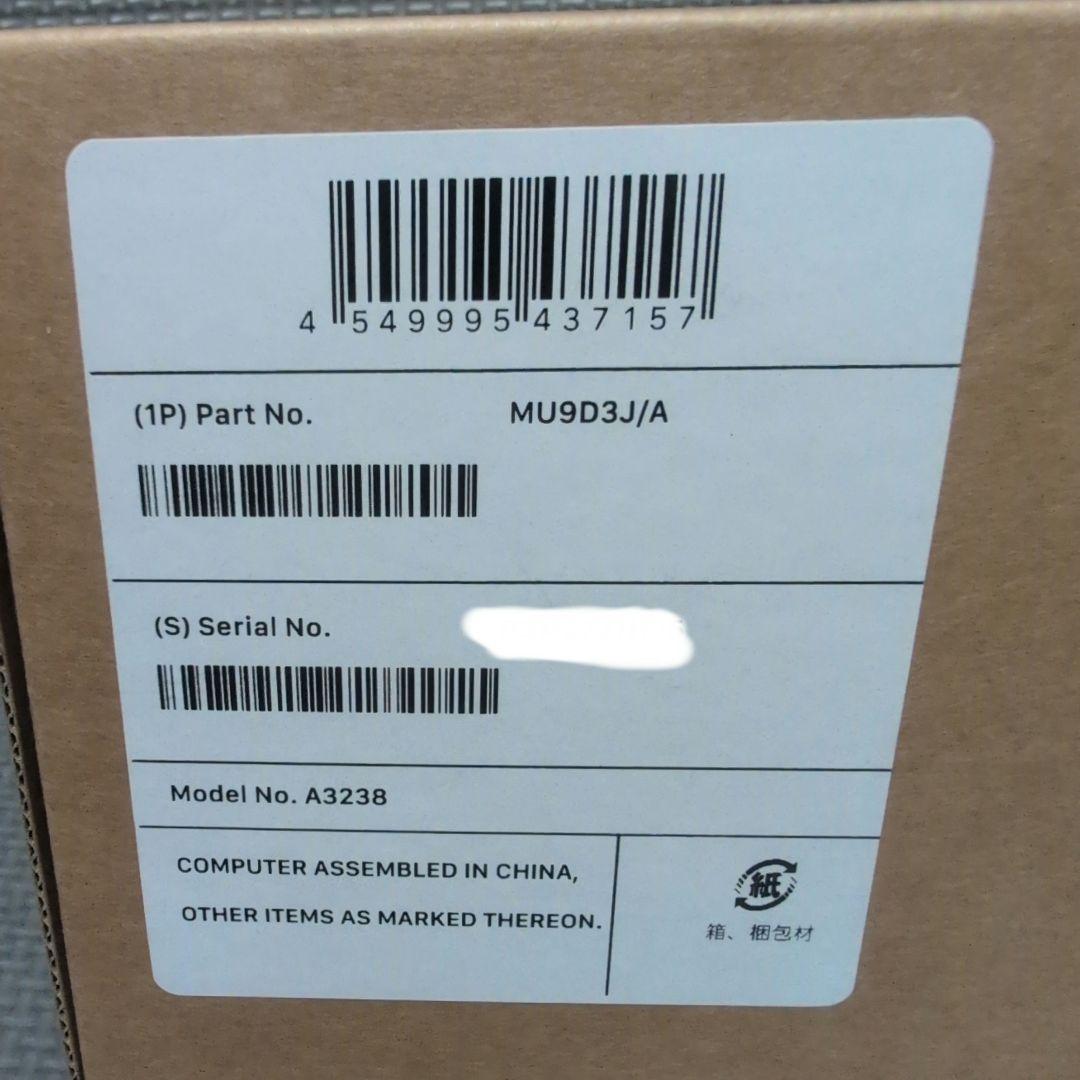 4 549995 437157
(1P) Part No. MU9D3J/A
(S) Serial No.
Model No. A3238
COMPUTER ASSEMBLED IN CHINA,
OTHER ITEMS AS MARKED THEREON.
紙
箱、梱包材